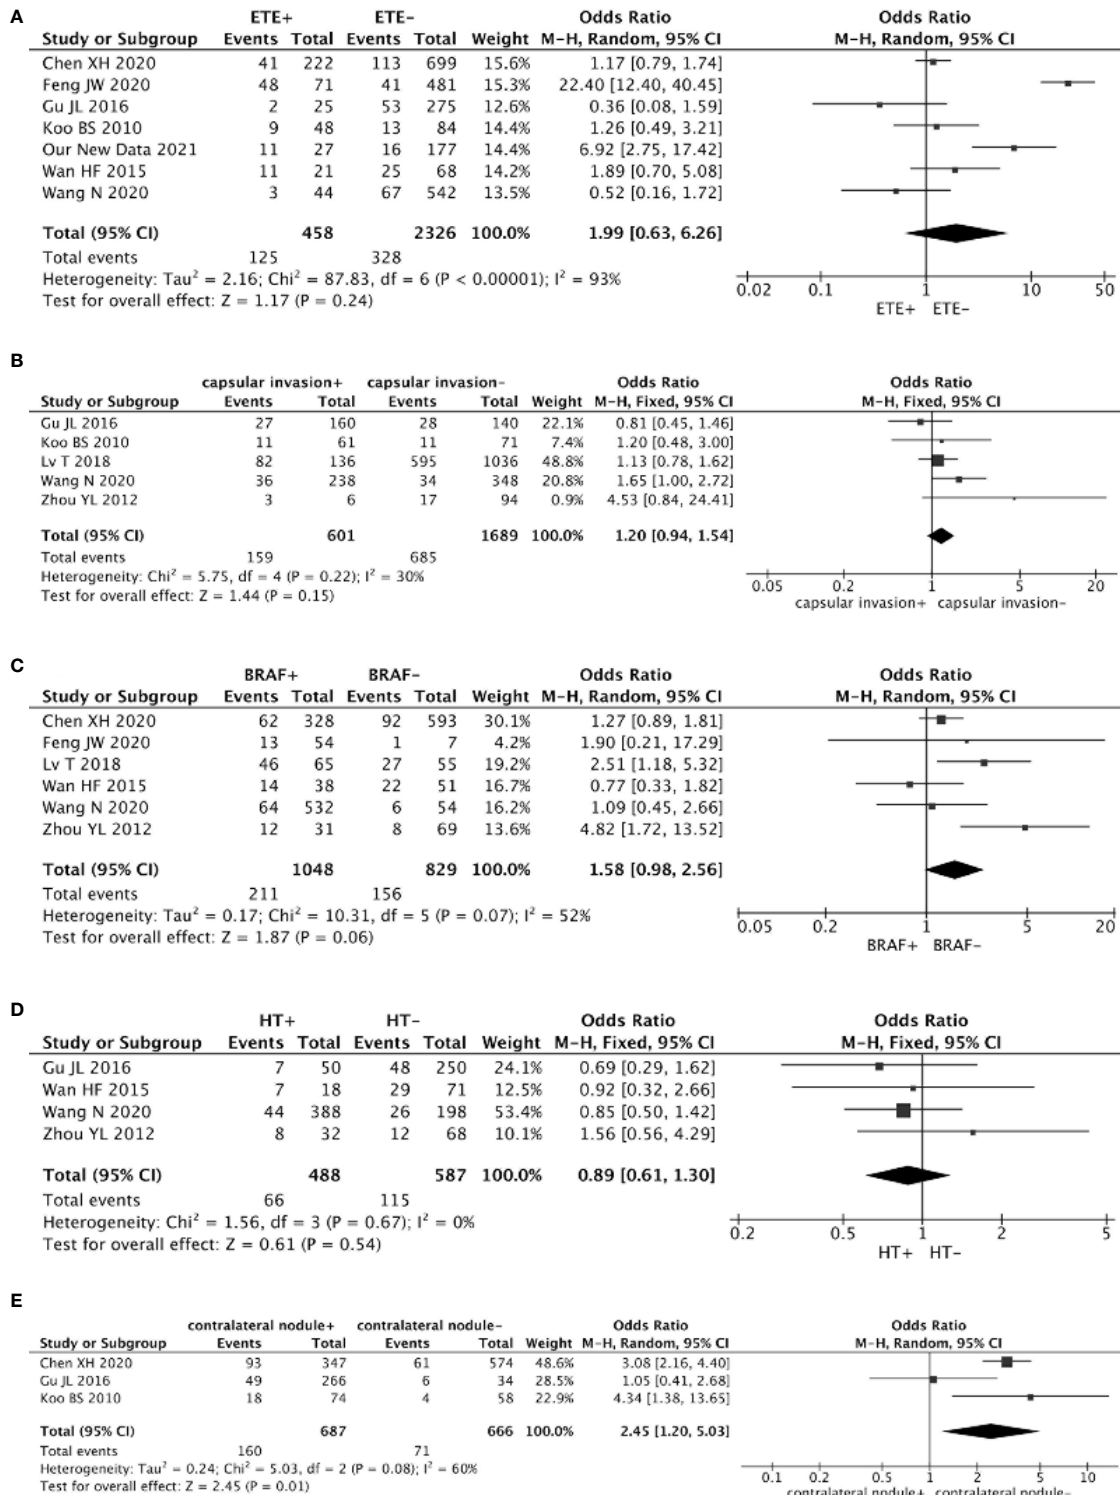 A
ETE+ ETE− Odds Ratio Odds Ratio
Study or Subgroup Events Total Events Total Weight M−H, Random, 95% CI M−H, Random, 95% CI
Chen XH 2020 41 222 113 699 15.6% 1.17 [0.79, 1.74]
Feng JW 2020 48 71 41 481 15.3% 22.40 [12.40, 40.45]
Gu JL 2016 2 25 53 275 12.6% 0.36 [0.08, 1.59]
Koo BS 2010 9 48 13 84 14.4% 1.26 [0.49, 3.21]
Our New Data 2021 11 27 16 177 14.4% 6.92 [2.75, 17.42]
Wan HF 2015 11 21 25 68 14.2% 1.89 [0.70, 5.08]
Wang N 2020 3 44 67 542 13.5% 0.52 [0.16, 1.72]
Total (95% CI) 458 2326 100.0% 1.99 [0.63, 6.26]
Total events 125 328
Heterogeneity: Tau² = 2.16; Chi² = 87.83, df = 6 (P < 0.00001); I² = 93%
Test for overall effect: Z = 1.17 (P = 0.24)
0.02 0.1 1 10 50
ETE+ ETE−
B
capsular invasion+ capsular invasion− Odds Ratio Odds Ratio
Study or Subgroup Events Total Events Total Weight M−H, Fixed, 95% CI M−H, Fixed, 95% CI
Gu JL 2016 27 160 28 140 22.1% 0.81 [0.45, 1.46]
Koo BS 2010 11 61 11 71 7.4% 1.20 [0.48, 3.00]
Lv T 2018 82 136 595 1036 48.8% 1.13 [0.78, 1.62]
Wang N 2020 36 238 34 348 20.8% 1.65 [1.00, 2.72]
Zhou YL 2012 3 6 17 94 0.9% 4.53 [0.84, 24.41]
Total (95% CI) 601 1689 100.0% 1.20 [0.94, 1.54]
Total events 159 685
Heterogeneity: Chi² = 5.75, df = 4 (P = 0.22); I² = 30%
Test for overall effect: Z = 1.44 (P = 0.15)
0.05 0.2 1 5 20
capsular invasion+ capsular invasion−
C
BRAF+ BRAF− Odds Ratio Odds Ratio
Study or Subgroup Events Total Events Total Weight M−H, Random, 95% CI M−H, Random, 95% CI
Chen XH 2020 62 328 92 593 30.1% 1.27 [0.89, 1.81]
Feng JW 2020 13 54 1 7 4.2% 1.90 [0.21, 17.29]
Lv T 2018 46 65 27 55 19.2% 2.51 [1.18, 5.32]
Wan HF 2015 14 38 22 51 16.7% 0.77 [0.33, 1.82]
Wang N 2020 64 532 6 54 16.2% 1.09 [0.45, 2.66]
Zhou YL 2012 12 31 8 69 13.6% 4.82 [1.72, 13.52]
Total (95% CI) 1048 829 100.0% 1.58 [0.98, 2.56]
Total events 211 156
Heterogeneity: Tau² = 0.17; Chi² = 10.31, df = 5 (P = 0.07); I² = 52%
Test for overall effect: Z = 1.87 (P = 0.06)
0.05 0.2 1 5 20
BRAF+ BRAF−
D
HT+ HT− Odds Ratio Odds Ratio
Study or Subgroup Events Total Events Total Weight M−H, Fixed, 95% CI M−H, Fixed, 95% CI
Gu JL 2016 7 50 48 250 24.1% 0.69 [0.29, 1.62]
Wan HF 2015 7 18 29 71 12.5% 0.92 [0.32, 2.66]
Wang N 2020 44 388 26 198 53.4% 0.85 [0.50, 1.42]
Zhou YL 2012 8 32 12 68 10.1% 1.56 [0.56, 4.29]
Total (95% CI) 488 587 100.0% 0.89 [0.61, 1.30]
Total events 66 115
Heterogeneity: Chi² = 1.56, df = 3 (P = 0.67); I² = 0%
Test for overall effect: Z = 0.61 (P = 0.54)
0.2 0.5 1 2 5
HT+ HT−
E
contralateral nodule+ contralateral nodule− Odds Ratio Odds Ratio
Study or Subgroup Events Total Events Total Weight M−H, Random, 95% CI M−H, Random, 95% CI
Chen XH 2020 93 347 61 574 48.6% 3.08 [2.16, 4.40]
Gu JL 2016 49 266 6 34 28.5% 1.05 [0.41, 2.68]
Koo BS 2010 18 74 4 58 22.9% 4.34 [1.38, 13.65]
Total (95% CI) 687 666 100.0% 2.45 [1.20, 5.03]
Total events 160 71
Heterogeneity: Tau² = 0.24; Chi² = 5.03, df = 2 (P = 0.08); I² = 60%
Test for overall effect: Z = 2.45 (P = 0.01)
0.1 0.2 0.5 1 2 5 10
contralateral nodule+ contralateral nodule−